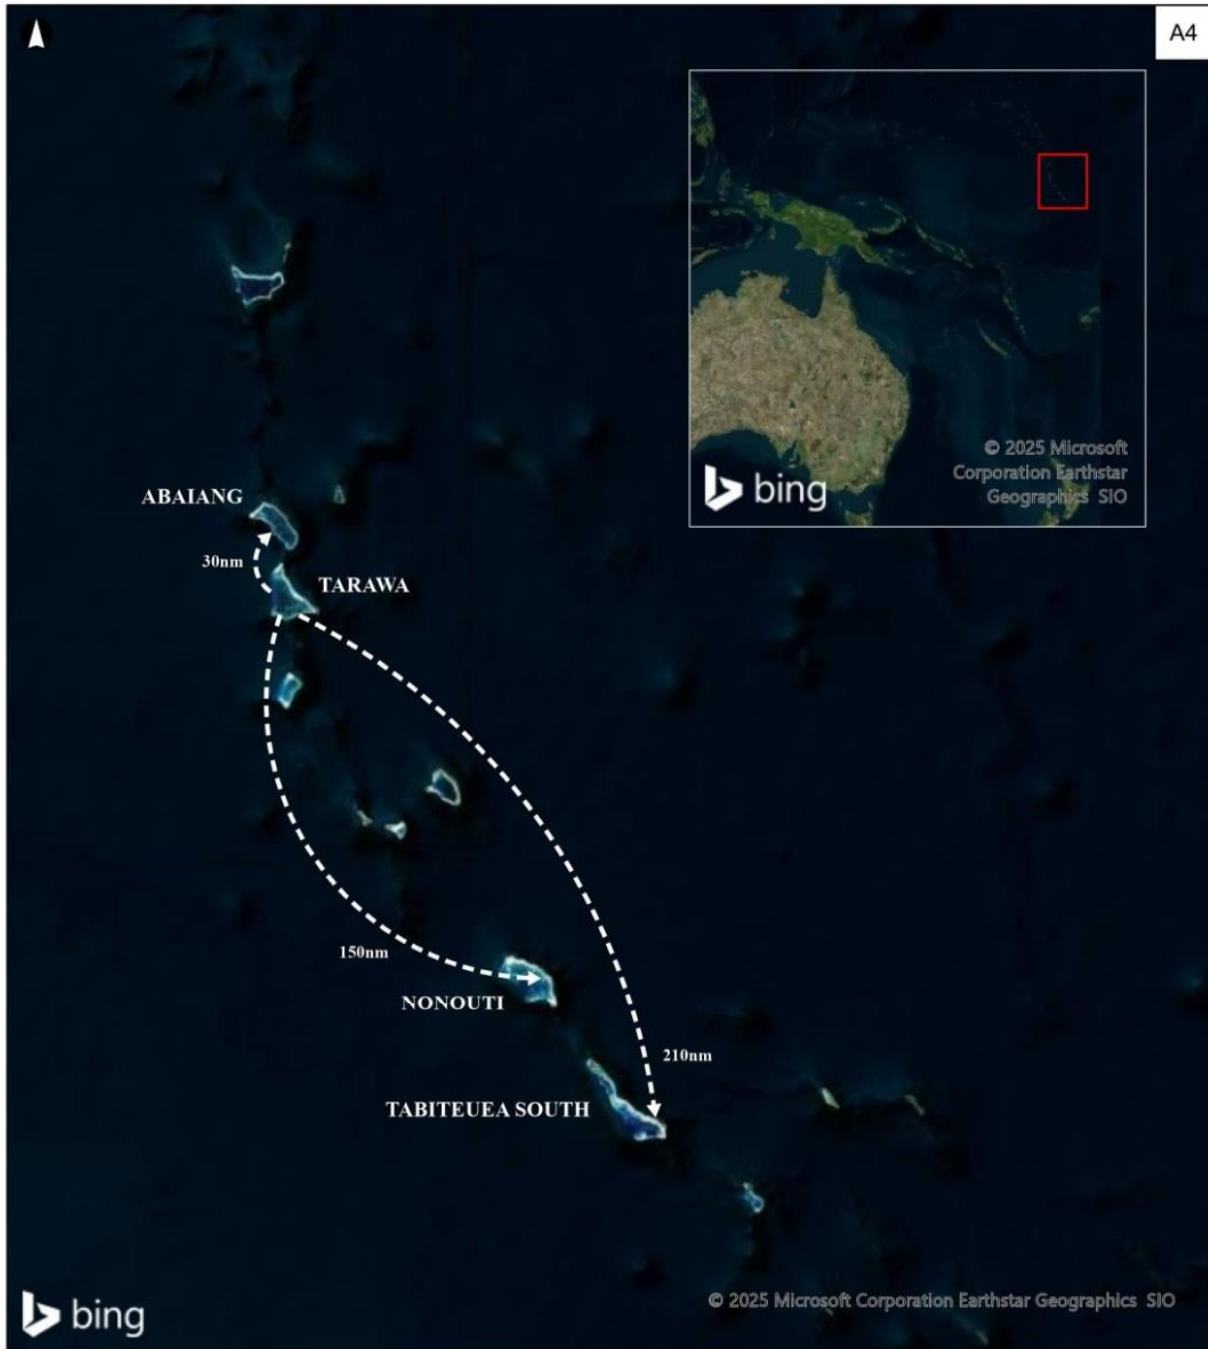 A4
© 2025 Microsoft
Corporation Earthstar
Geographics SIO
bing
ABAIANG
30nm
TARAWA
150nm
NONOUTI
210nm
TABITEUEA SOUTH
© 2025 Microsoft Corporation Earthstar Geographics SIO
bing